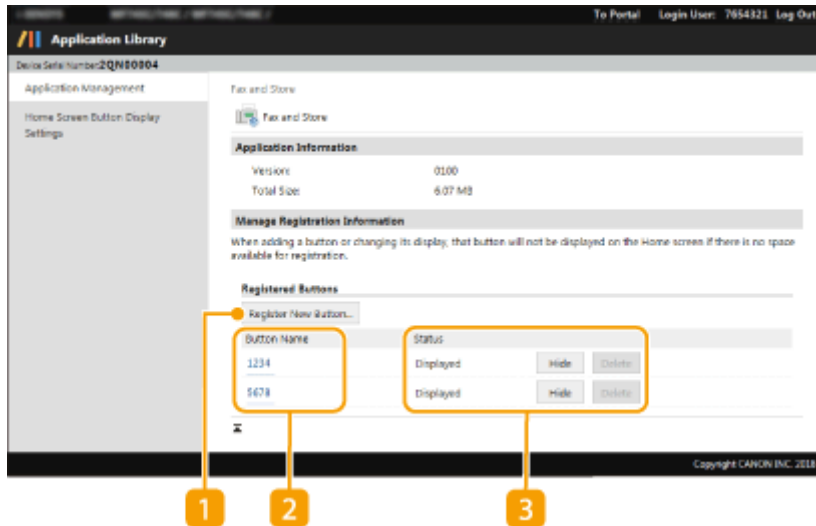 To Portal Login User: 7654321 Log Out
Application Library
Device Serial Number:2QN00004
Application Management
Home Screen Button Display
Settings
Fax and Store
Fax and Store
Application Information
Version: 0100
Total Size: 6.07 MB
Manage Registration Information
When adding a button or changing its display, that button will not be displayed on the Home screen if there is no space
available for registration.
Registered Buttons
Register New Button...
Button Name Status
1234 Displayed Hide Delete
5678 Displayed Hide Delete
Copyright CANON INC. 2018
1 2 3